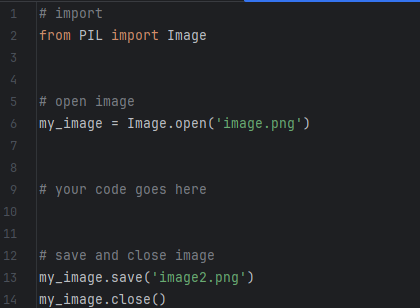 1 # import
2 from PIL import Image
3
4
5 # open image
6 my_image = Image.open('image.png')
7
8
9 # your code goes here
10
11
12 # save and close image
13 my_image.save('image2.png')
14 my_image.close()